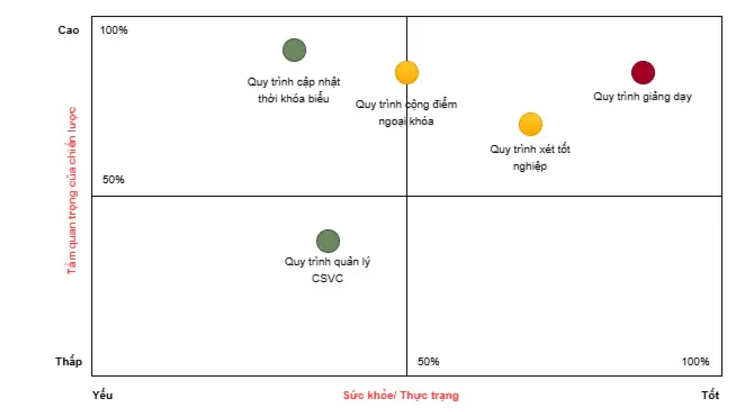 Cao
100%
Quy trình cập nhật
thời khóa biểu
Quy trình cộng điểm
ngoại khóa
Quy trình giảng dạy
Quy trình xét tốt
nghiệp
Tầm quan trọng của chiến lược
50%
Quy trình quản lý
CSVC
Thấp
50%
100%
Yếu
Sức khỏe/ Thực trạng
Tốt